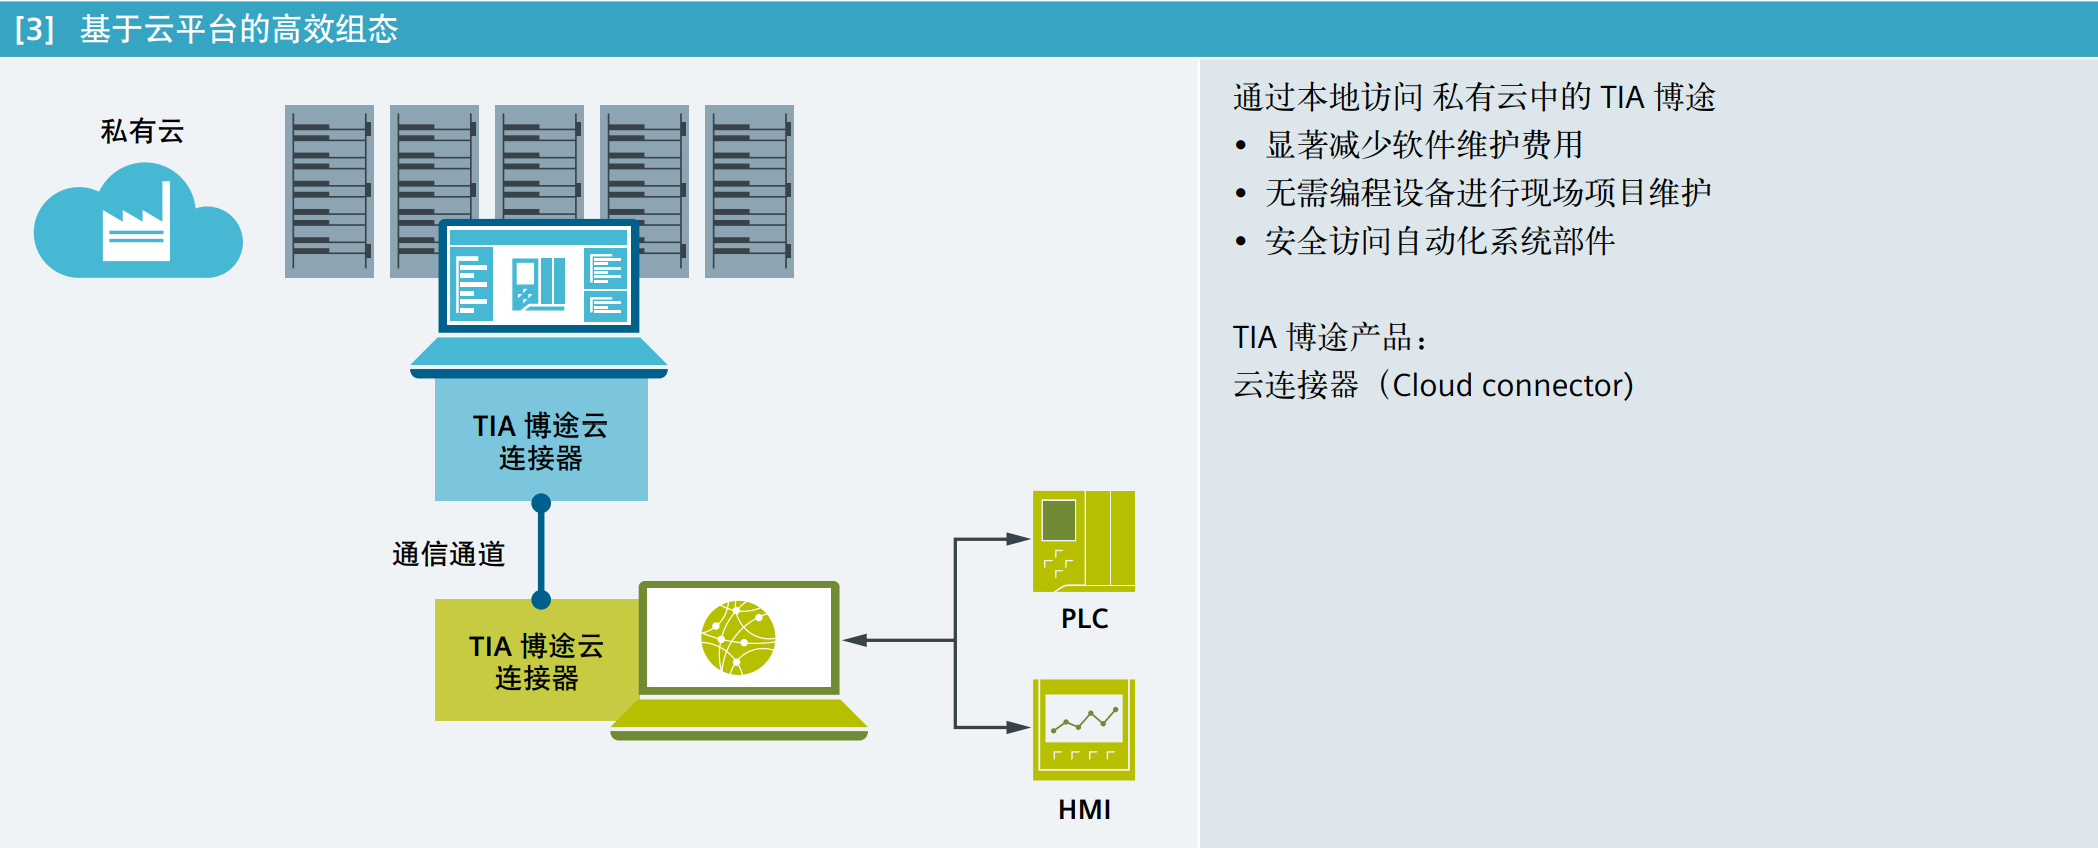 [3] 基于云平台的高效组态
私有云
TIA 博途云
连接器
通信通道
TIA 博途云
连接器
PLC
HMI
通过本地访问 私有云中的 TIA 博途
• 显著减少软件维护费用
• 无需编程设备进行现场项目维护
• 安全访问自动化系统部件
TIA 博途产品：
云连接器（Cloud connector)